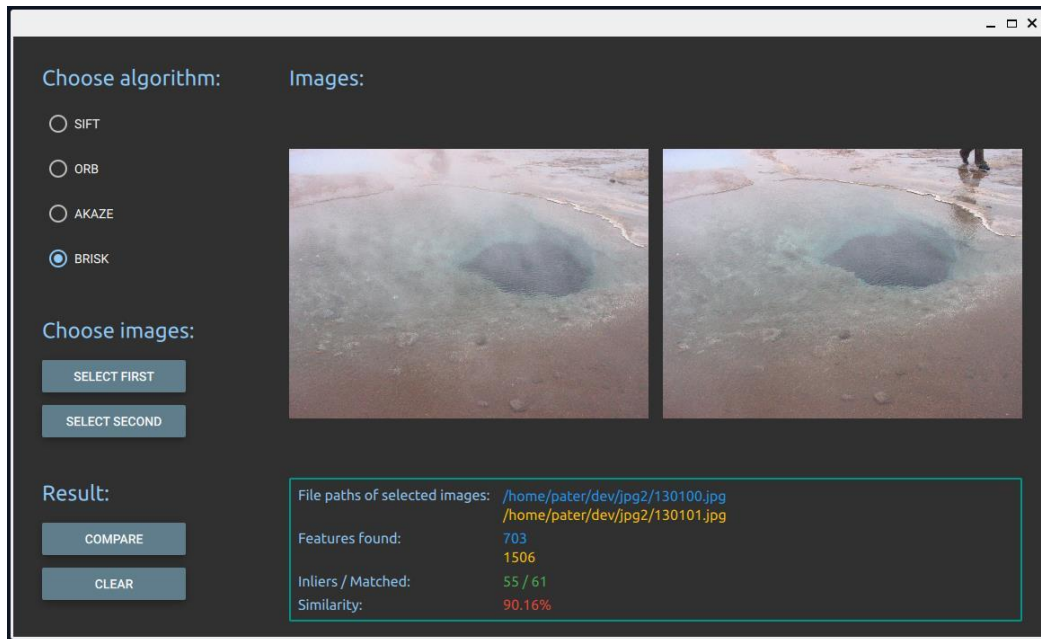 Choose algorithm:
SIFT
ORB
AKAZE
BRISK
Choose images:
SELECT FIRST
SELECT SECOND
Result:
COMPARE
CLEAR
Images:
File paths of selected images: /home/pater/dev/jpg2/130100.jpg
/home/pater/dev/jpg2/130101.jpg
Features found: 703
1506
Inliers / Matched: 55 / 61
Similarity: 90.16%